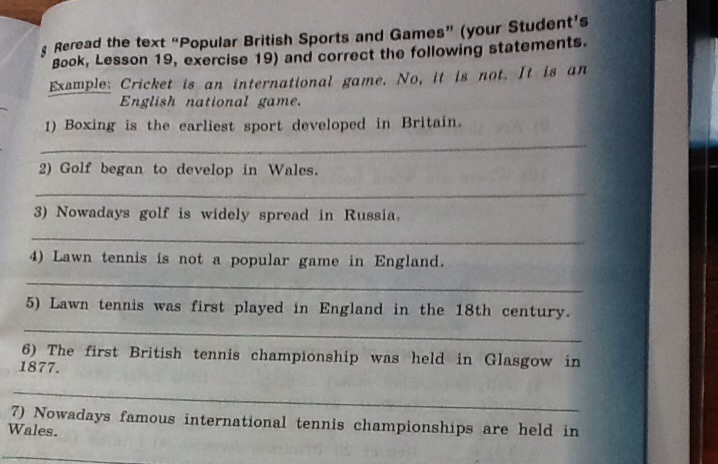 8 Reread the text "Popular British Sports and Games" (your Student's
Book, Lesson 19, exercise 19) and correct the following statements.
Example: Cricket is an international game. No, it is not. It is an
English national game.
1) Boxing is the earliest sport developed in Britain.
2) Golf began to develop in Wales.
3) Nowadays golf is widely spread in Russia.
4) Lawn tennis is not a popular game in England.
5) Lawn tennis was first played in England in the 18th century.
6) The first British tennis championship was held in Glasgow in
1877.
7) Nowadays famous international tennis championships are held in
Wales.